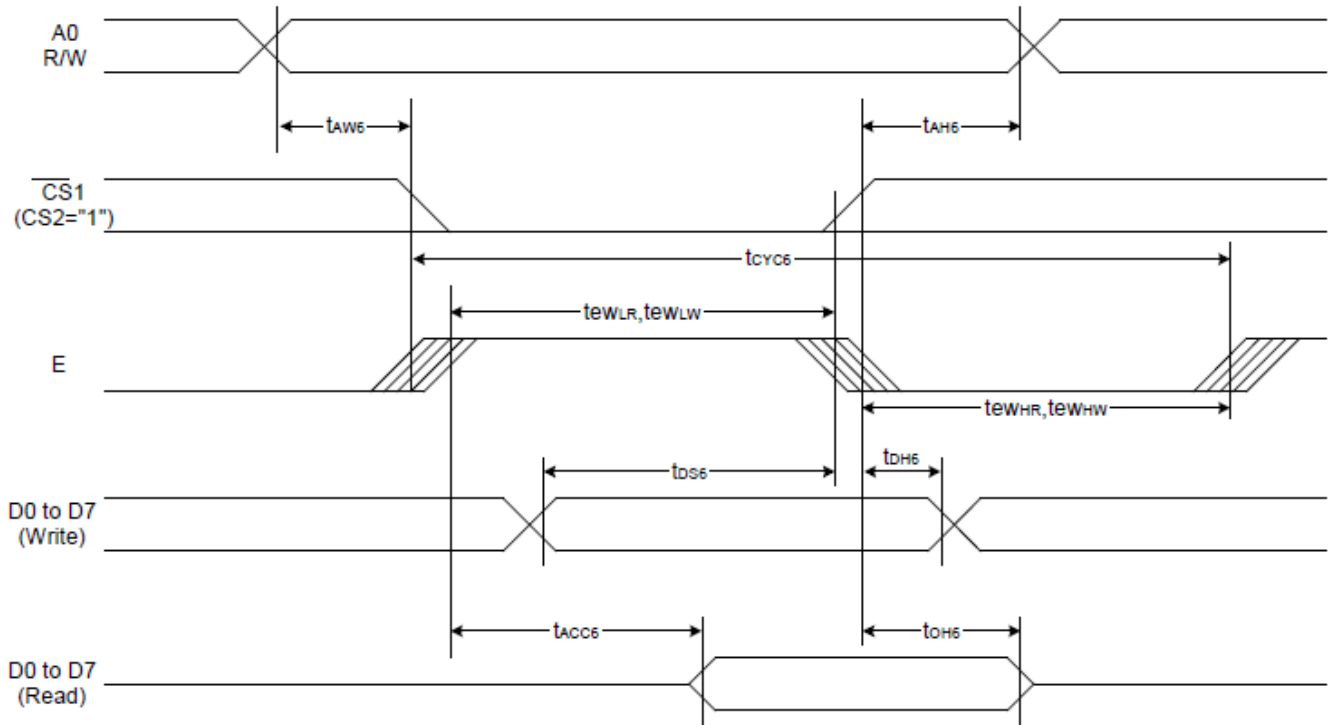 A0
R/W
tAW6
tAH6
CS1
(CS2="1")
tCYC6
tewLR,tewLW
E
tewHR,tewHW
tDS6
tDH6
D0 to D7
(Write)
tACC6
tOH6
D0 to D7
(Read)